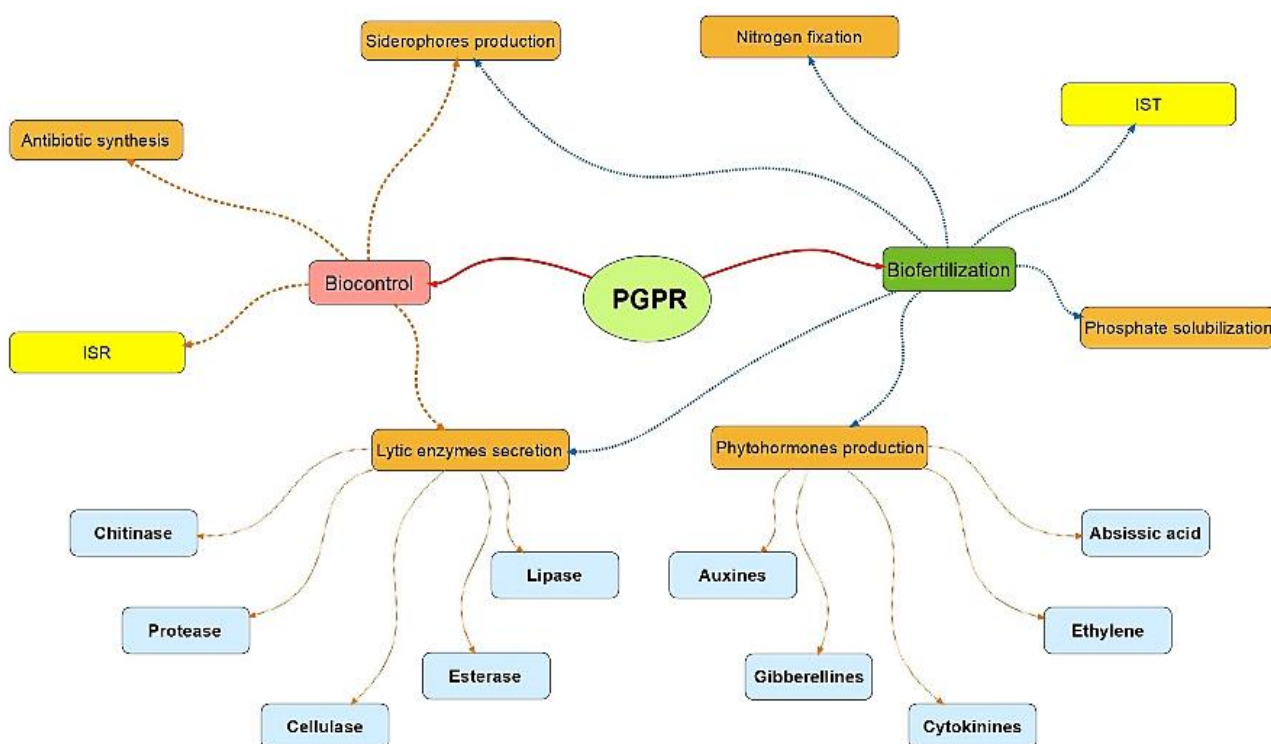 Siderophores production
Nitrogen fixation
IST
Antibiotic synthesis
Biocontrol
PGPR
Biofertilization
Phosphate solubilization
ISR
Lytic enzymes secretion
Phytohormones production
Chitinase
Absissic acid
Lipase
Auxines
Protease
Ethylene
Esterase
Gibberellines
Cellulase
Cytokinines